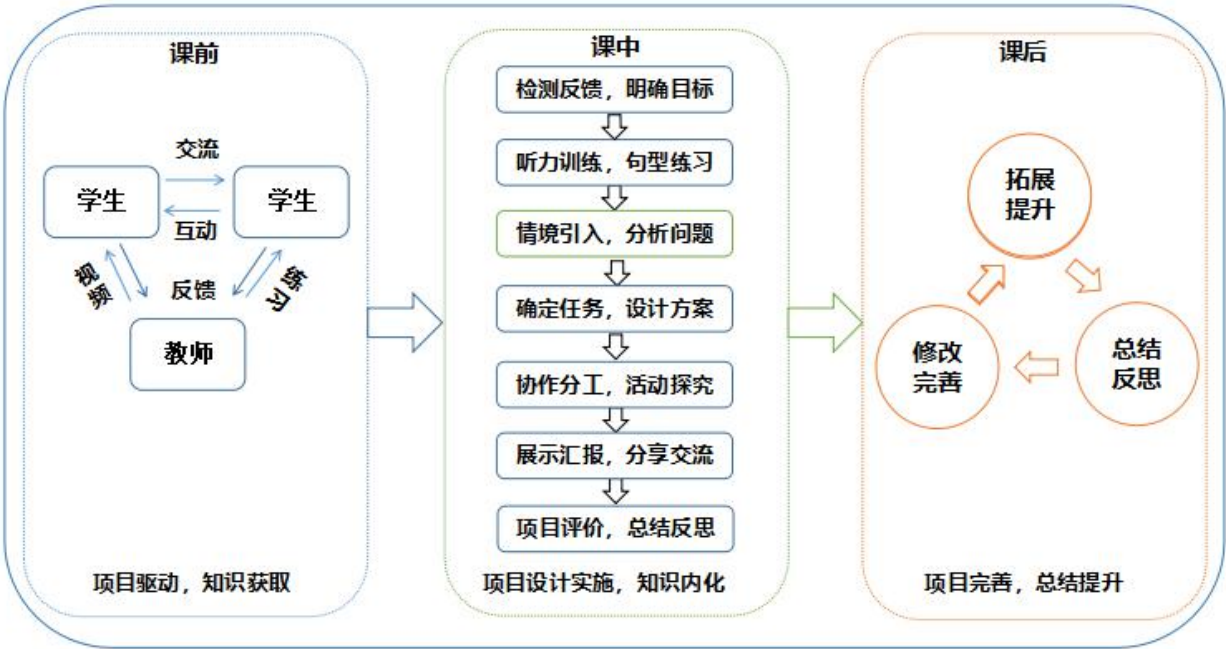 课前
交流
学生
学生
互动
视频
反馈
练习
教师
项目驱动，知识获取
课中
检测反馈，明确目标
听力训练，句型练习
情境引入，分析问题
确定任务，设计方案
协作分工，活动探究
展示汇报，分享交流
项目评价，总结反思
项目设计实施，知识内化
课后
拓展
提升
修改
完善
总结
反思
项目完善，总结提升